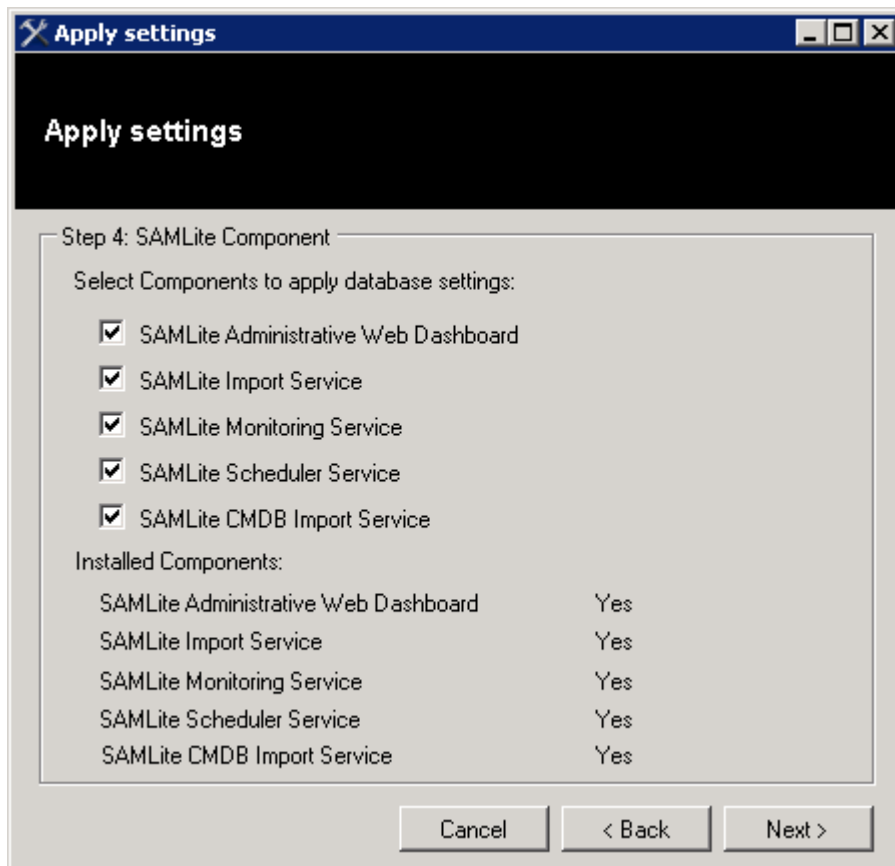 Apply settings
Apply settings
Step 4: SAMLite Component
Select Components to apply database settings:
SAMLite Administrative Web Dashboard
SAMLite Import Service
SAMLite Monitoring Service
SAMLite Scheduler Service
SAMLite CMDB Import Service
Installed Components:
SAMLite Administrative Web Dashboard Yes
SAMLite Import Service Yes
SAMLite Monitoring Service Yes
SAMLite Scheduler Service Yes
SAMLite CMDB Import Service Yes
Cancel < Back Next >